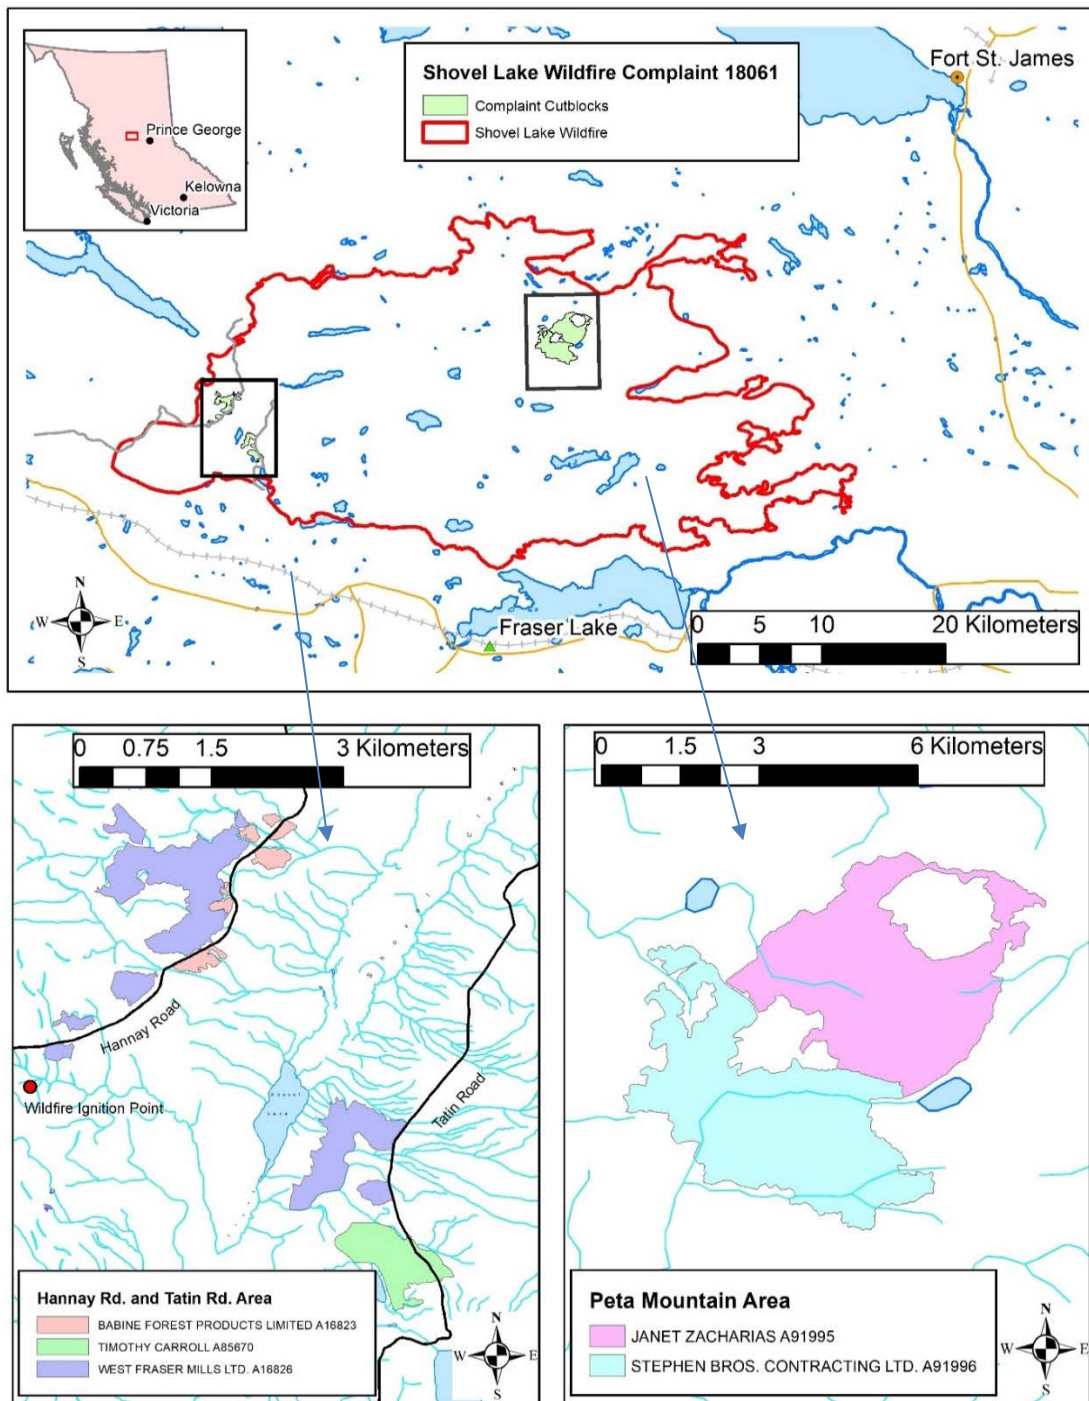 Shovel Lake Wildfire Complaint 18061
Complaint Cutblocks
Shovel Lake Wildfire
Fort St. James
Prince George
Kelowna
Victoria
N
W E
S
Fraser Lake
0 5 10 20 Kilometers
0 0.75 1.5 3 Kilometers
Hannay Road
Wildfire Ignition Point
Shovel
Lake
Tatin Road
Hannay Rd. and Tatin Rd. Area
BABINE FOREST PRODUCTS LIMITED A16823
TIMOTHY CARROLL A85670
WEST FRASER MILLS LTD. A16826
N
W E
S
0 1.5 3 6 Kilometers
Peta Mountain Area
JANET ZACHARIAS A91995
STEPHEN BROS. CONTRACTING LTD. A91996
N
W E
S